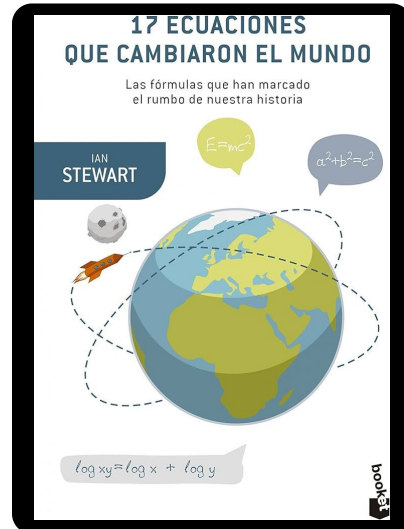 17 ECUACIONES
QUE CAMBIARON EL MUNDO
Las fórmulas que han marcado
el rumbo de nuestra historia
E=mc²
a²+b²=c²
IAN
STEWART
log xy=log x + log y
booket